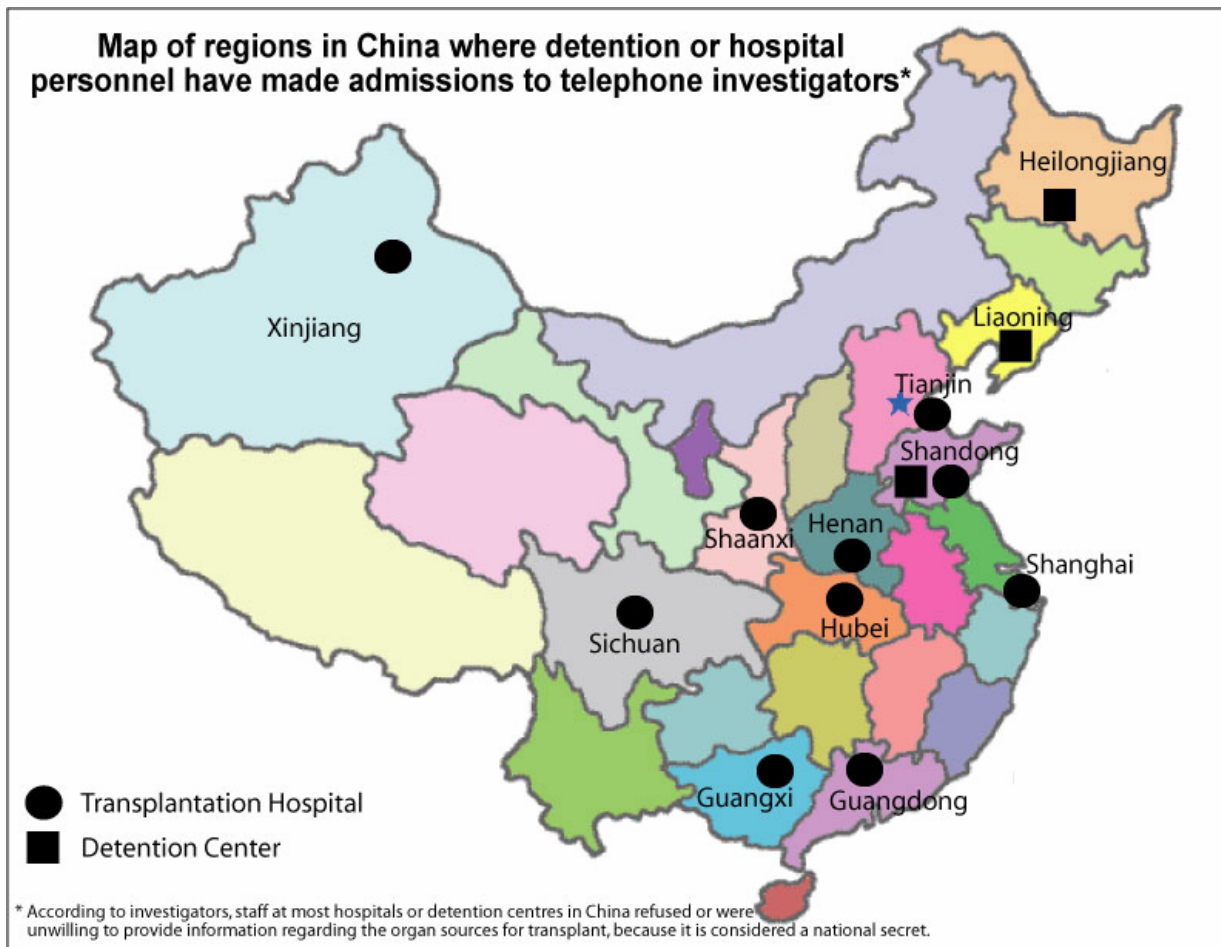 Map of regions in China where detention or hospital
personnel have made admissions to telephone investigators*
Heilongjiang
Xinjiang
Liaoning
Tianjin
Shandong
Shaanxi
Henan
Shanghai
Sichuan
Hubei
Guangxi
Guangdong
Transplantation Hospital
Detention Center
* According to investigators, staff at most hospitals or detention centres in China refused or were
unwilling to provide information regarding the organ sources for transplant, because it is considered a national secret.